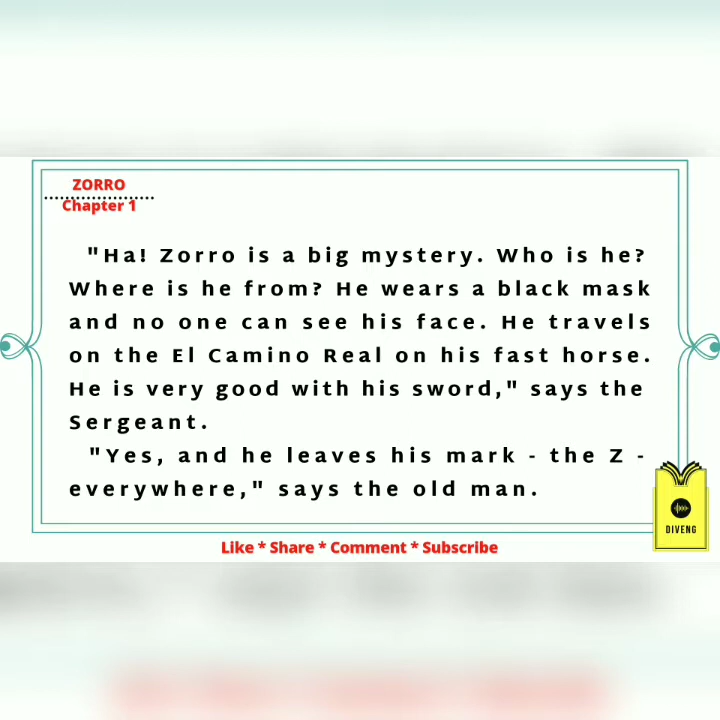 ZORRO
Chapter 1
"Ha! Zorro is a big mystery. Who is he?
Where is he from? He wears a black mask
and no one can see his face. He travels
on the El Camino Real on his fast horse.
He is very good with his sword," says the
Sergeant.
"Yes, and he leaves his mark - the Z -
everywhere," says the old man.
DIVENG
Like * Share * Comment * Subscribe